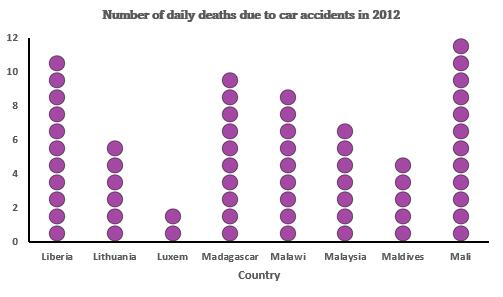 Number of daily deaths due to car accidents in 2012
12
10
8
6
4
2
0
Liberia Lithuania Luxem Madagascar Malawi Malaysia Maldives Mali
Country